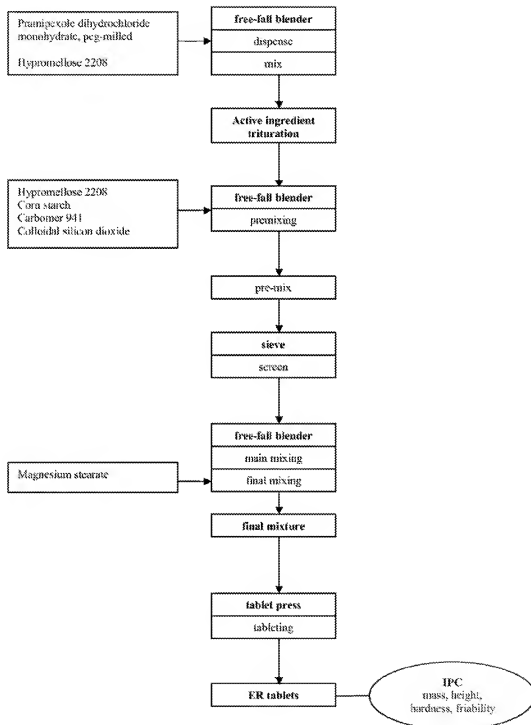 Pramipexole dihydrochloride
monohydrate, peg-milled
Hypromellose 2208
free-fall blender
dispense
mix
Active ingredient
trituration
Hypromellose 2208
Corn starch
Carbomer 941
Colloidal silicon dioxide
free-fall blender
premixing
pre-mix
sieve
screen
free-fall blender
main mixing
Magnesium stearate
final mixing
final mixture
tablet press
tableting
ER tablets
IPC
mass, height,
hardness, friability